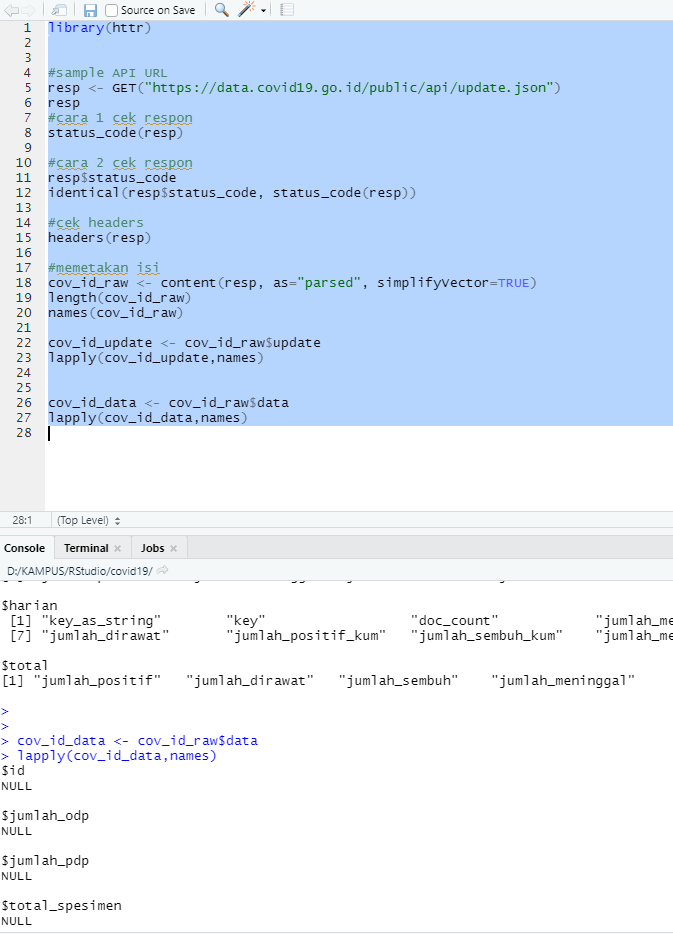 Source on Save
1 library(httr)
2
3
4 #sample API URL
5 resp <- GET("https://data.covid19.go.id/public/api/update.json")
6 resp
7 #cara 1 cek respon
8 status_code(resp)
9
10 #cara 2 cek respon
11 resp$status_code
12 identical(resp$status_code, status_code(resp))
13
14 #cek headers
15 headers(resp)
16
17 #memetakan isi
18 cov_id_raw <- content(resp, as="parsed", simplifyVector=TRUE)
19 length(cov_id_raw)
20 names(cov_id_raw)
21
22 cov_id_update <- cov_id_raw$update
23 lapply(cov_id_update,names)
24
25
26 cov_id_data <- cov_id_raw$data
27 lapply(cov_id_data,names)
28
28:1 (Top Level)
Console Terminal Jobs
D:/KAMPUS/RStudio/covid19/
$harian
[1] "key_as_string" "key" "doc_count" "jumlah_me
[7] "jumlah_dirawat" "jumlah_positif_kum" "jumlah_sembuh_kum" "jumlah_me
$total
[1] "jumlah_positif" "jumlah_dirawat" "jumlah_sembuh" "jumlah_meninggal"
>
>
> cov_id_data <- cov_id_raw$data
> lapply(cov_id_data,names)
$id
NULL
$jumlah_odp
NULL
$jumlah_pdp
NULL
$total_spesimen
NULL